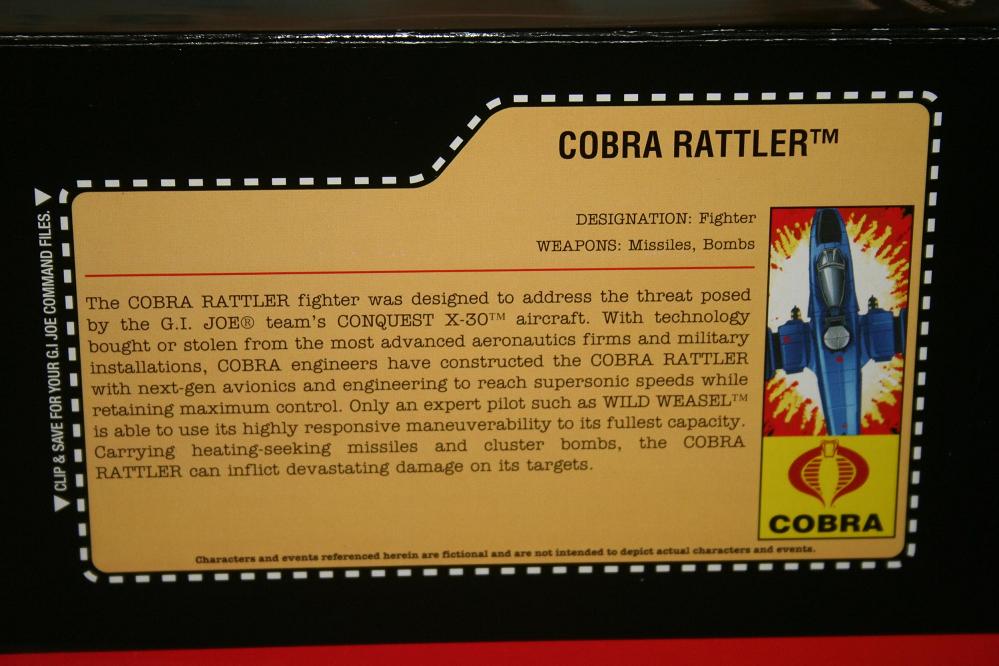 COBRA RATTLER™
DESIGNATION: Fighter
WEAPONS: Missiles, Bombs
The COBRA RATTLER fighter was designed to address the threat posed
by the G.I. JOE® team's CONQUEST X-30™ aircraft. With technology
bought or stolen from the most advanced aeronautics firms and military
installations, COBRA engineers have constructed the COBRA RATTLER
with next-gen avionics and engineering to reach supersonic speeds while
retaining maximum control. Only an expert pilot such as WILD WEASEL™
is able to use its highly responsive maneuverability to its fullest capacity.
Carrying heating-seeking missiles and cluster bombs, the COBRA
RATTLER can inflict devastating damage on its targets.
COBRA
Characters and events referenced herein are fictional and are not intended to depict actual characters and events.
CLIP & SAVE FOR YOUR G.I JOE COMMAND FILES.